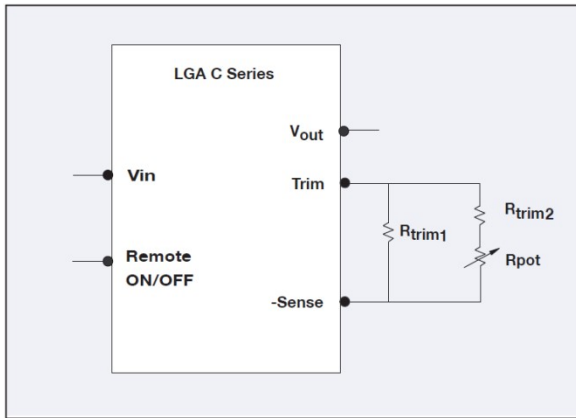 LGA C Series
Vout
Vin
Trim
Rtrim1
Rtrim2
Rpot
Remote
ON/OFF
-Sense